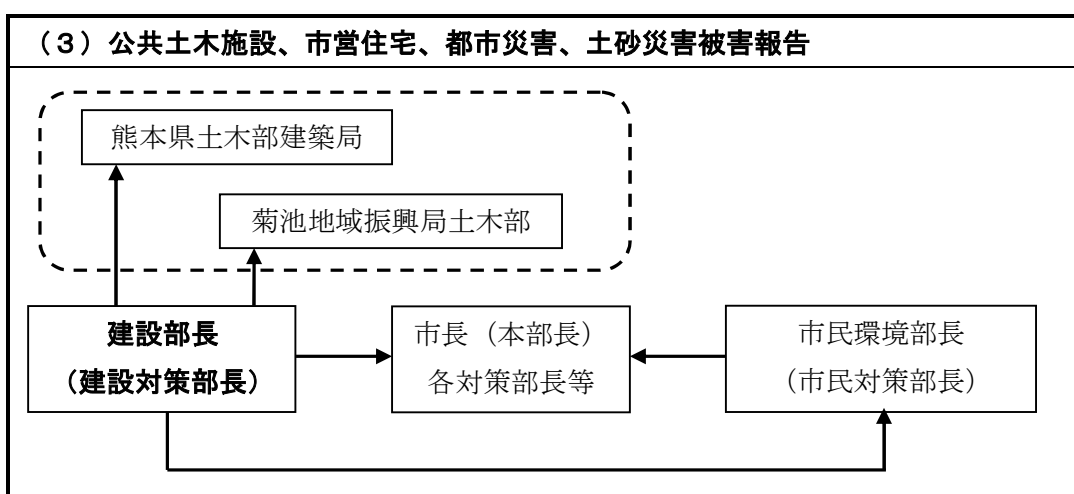 （３）公共土木施設、市営住宅、都市災害、土砂災害被害報告
熊本県土木部建築局
菊池地域振興局土木部
建設部長
（建設対策部長）
市長（本部長）
各対策部長等
市民環境部長
（市民対策部長）